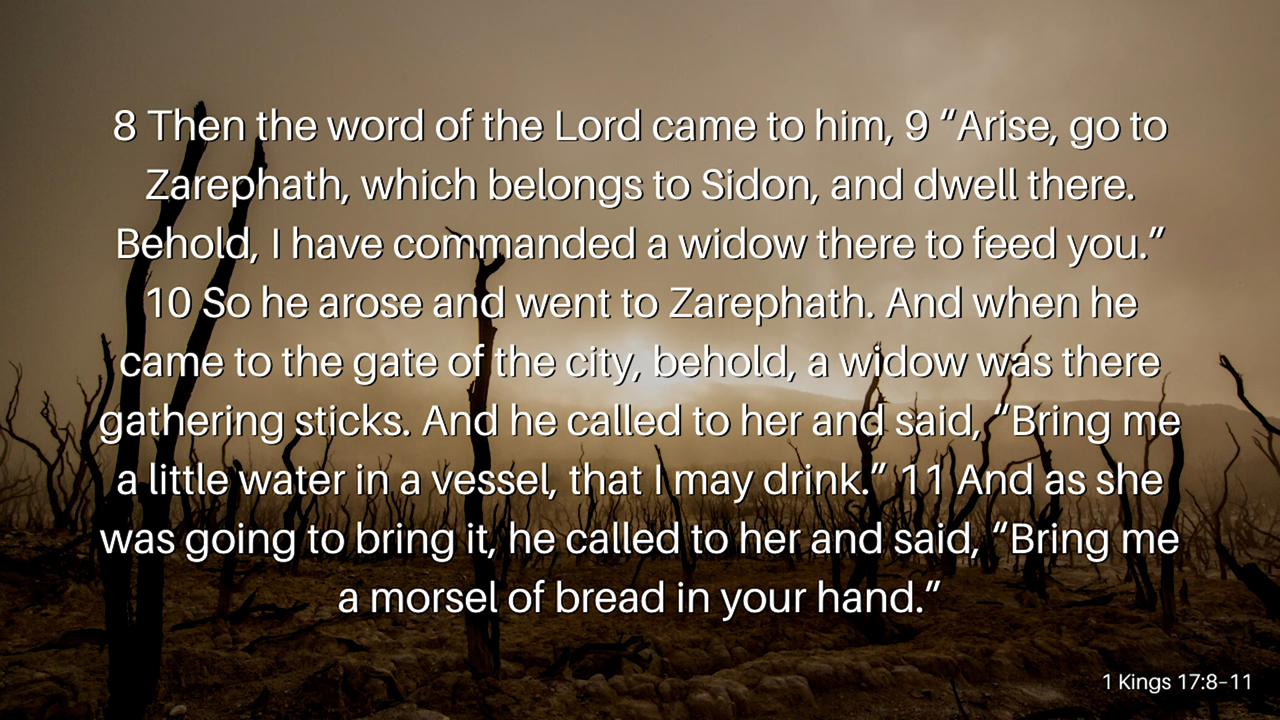 8 Then the word of the Lord came to him, 9 “Arise, go to
Zarephath, which belongs to Sidon, and dwell there.
Behold, I have commanded a widow there to feed you.”
10 So he arose and went to Zarephath. And when he
came to the gate of the city, behold, a widow was there
gathering sticks. And he called to her and said, “Bring me
a little water in a vessel, that I may drink.” 11 And as she
was going to bring it, he called to her and said, “Bring me
a morsel of bread in your hand.”
1 Kings 17:8–11